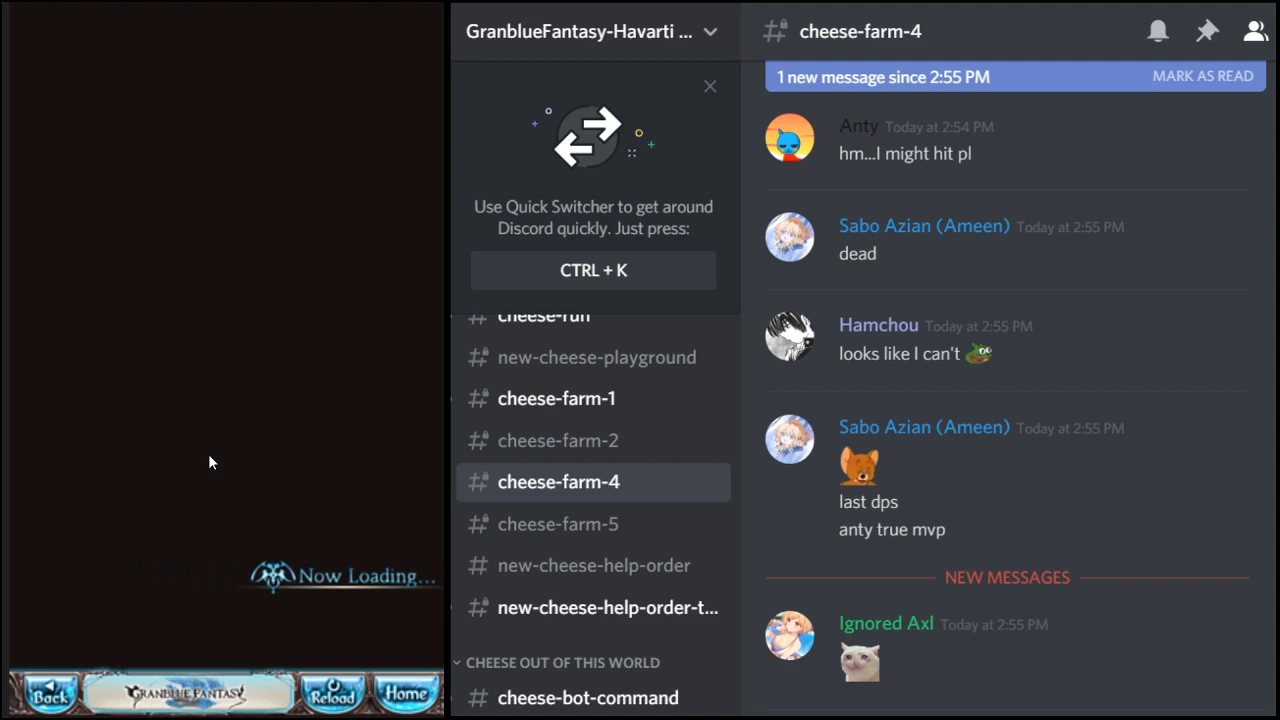 Now Loading...
Back
GRANBLUE FANTASY
Reload
Home
GranblueFantasy-Havarti ...
Use Quick Switcher to get around
Discord quickly. Just press:
CTRL + K
cheese-run
new-cheese-playground
cheese-farm-1
cheese-farm-2
cheese-farm-4
cheese-farm-5
new-cheese-help-order
new-cheese-help-order-t...
CHEESE OUT OF THIS WORLD
cheese-bot-command
cheese-farm-4
1 new message since 2:55 PM MARK AS READ
Anty Today at 2:54 PM
hm...I might hit pl
Sabo Azian (Ameen) Today at 2:55 PM
dead
Hamchou Today at 2:55 PM
looks like I can't
Sabo Azian (Ameen) Today at 2:55 PM
last dps
anty true mvp
NEW MESSAGES
Ignored Axl Today at 2:55 PM